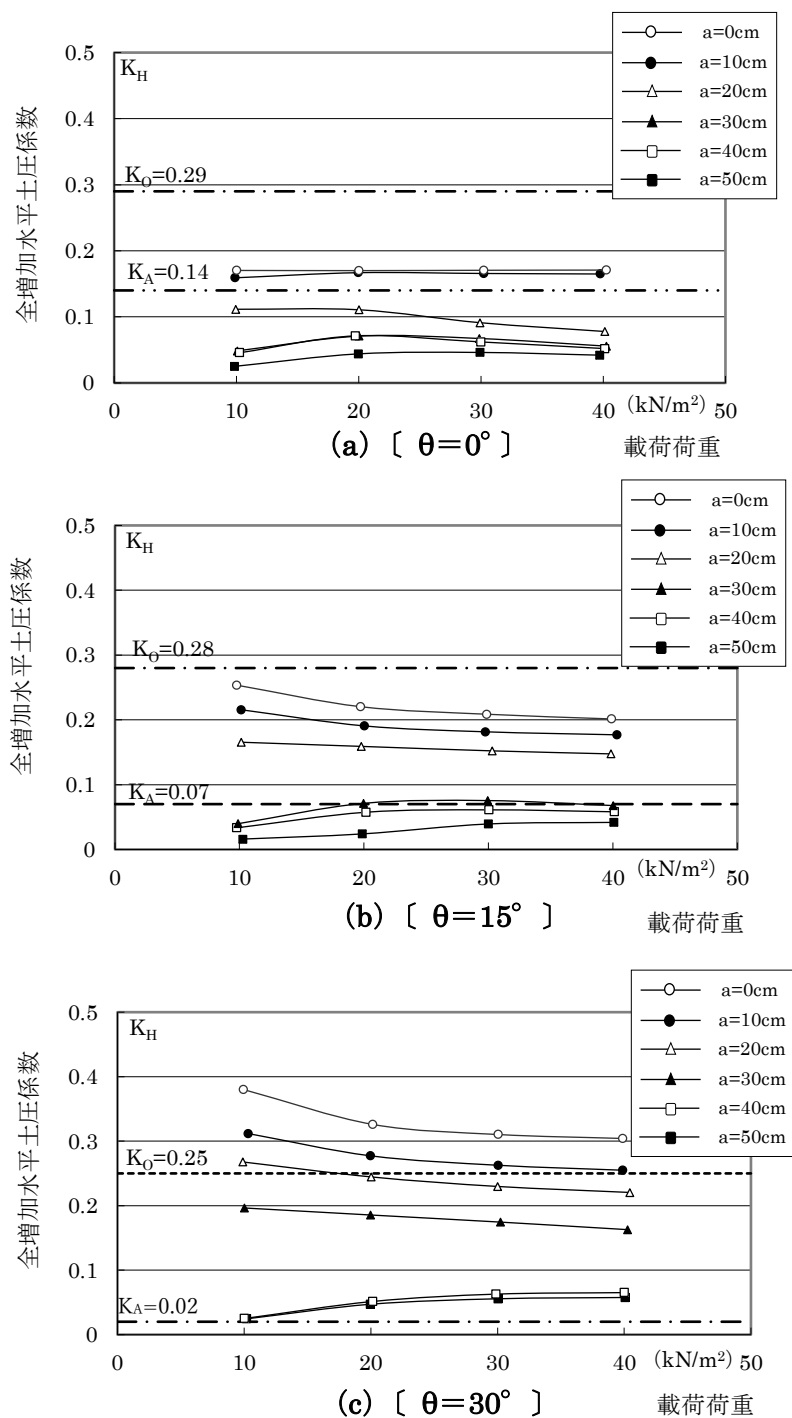 a=0cm
a=10cm
a=20cm
a=30cm
a=40cm
a=50cm
全増加水平土圧係数
0.5
0.4
0.3
0.2
0.1
0
K_H
K_O=0.29
K_A=0.14
0 10 20 30 40 50
(kN/m²)
(a)〔 θ=0° 〕
載荷荷重
a=0cm
a=10cm
a=20cm
a=30cm
a=40cm
a=50cm
全増加水平土圧係数
0.5
0.4
0.3
0.2
0.1
0
K_H
K_O=0.28
K_A=0.07
0 10 20 30 40 50
(kN/m²)
(b)〔 θ=15° 〕
載荷荷重
a=0cm
a=10cm
a=20cm
a=30cm
a=40cm
a=50cm
全増加水平土圧係数
0.5
0.4
0.3
0.2
0.1
0
K_H
K_O=0.25
K_A=0.02
0 10 20 30 40 50
(kN/m²)
(c)〔 θ=30° 〕
載荷荷重